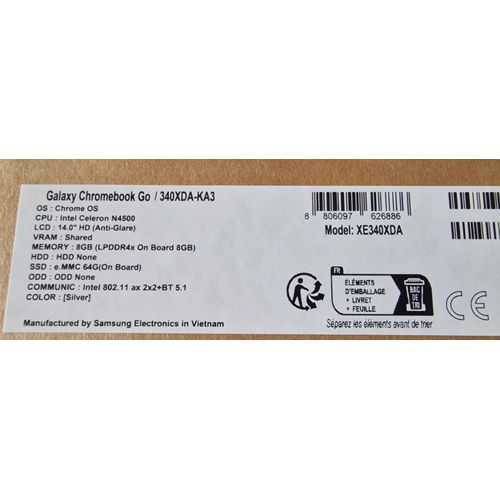 Galaxy Chromebook Go / 340XDA-KA3
OS : Chrome OS
CPU : Intel Celeron N4500
LCD : 14.0" HD (Anti-Glare)
VRAM : Shared
MEMORY : 8GB (LPDDR4x On Board 8GB)
HDD : HDD None
SSD : e.MMC 64G(On Board)
ODD : ODD None
COMMUNIC : Intel 802.11 ax 2x2+BT 5.1
COLOR : [Silver]
Manufactured by Samsung Electronics in Vietnam
8 806097 626886
Model: XE340XDA
FR
ÉLÉMENTS
D'EMBALLAGE
+ LIVRET
+ FEUILLE
BAC
DE
TRI
Séparez les éléments avant de trier
CE